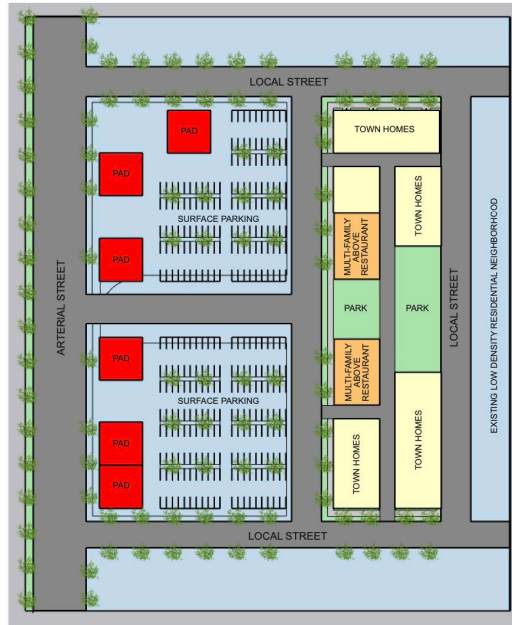 LOCAL STREET
PAD
TOWN HOMES
PAD
SURFACE PARKING
TOWN HOMES
MULTI-FAMILY
ABOVE
RESTAURANT
PAD
ARTERIAL STREET
PARK
PARK
LOCAL STREET
EXISTING LOW DENSITY RESIDENTIAL NEIGHBORHOOD
PAD
MULTI-FAMILY
ABOVE
RESTAURANT
SURFACE PARKING
PAD
TOWN HOMES
TOWN HOMES
PAD
LOCAL STREET